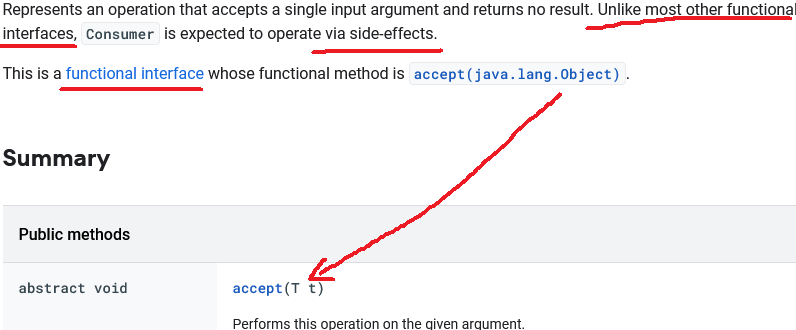 Represents an operation that accepts a single input argument and returns no result. Unlike most other functional
interfaces, Consumer is expected to operate via side-effects.
This is a functional interface whose functional method is accept(java.lang.Object).
Summary
Public methods
abstract void accept(T t)
Performs this operation on the given argument.